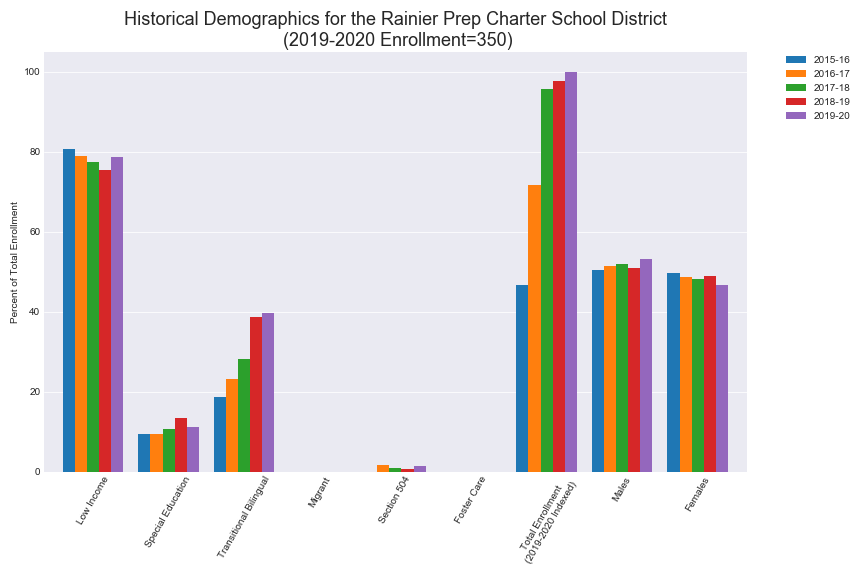 Historical Demographics for the Rainier Prep Charter School District
(2019-2020 Enrollment=350)
2015-16
2016-17
2017-18
2018-19
2019-20
Percent of Total Enrollment
100
80
60
40
20
0
Low Income
Special Education
Transitional Bilingual
Migrant
Section 504
Foster Care
Total Enrollment
(2019-2020 Indexed)
Males
Females